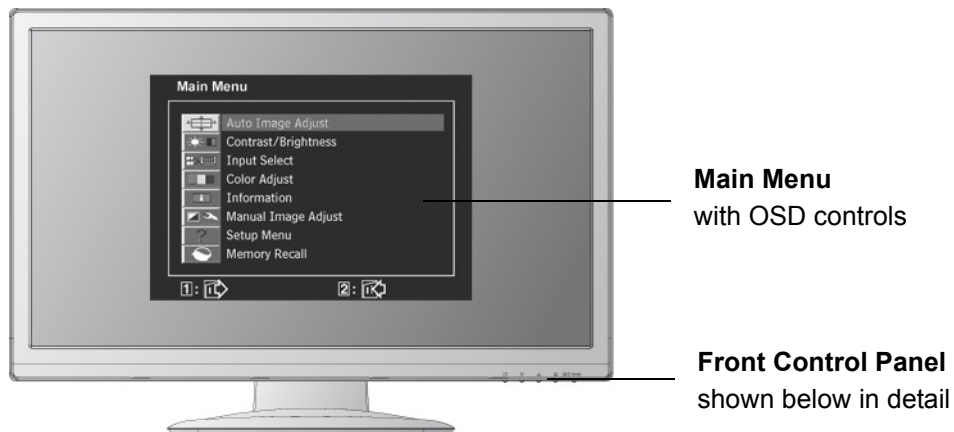 Main Menu
Auto Image Adjust
Contrast/Brightness
Input Select
Color Adjust
Information
Manual Image Adjust
Setup Menu
Memory Recall
1: 
2: 
Main Menu
with OSD controls
Front Control Panel
shown below in detail